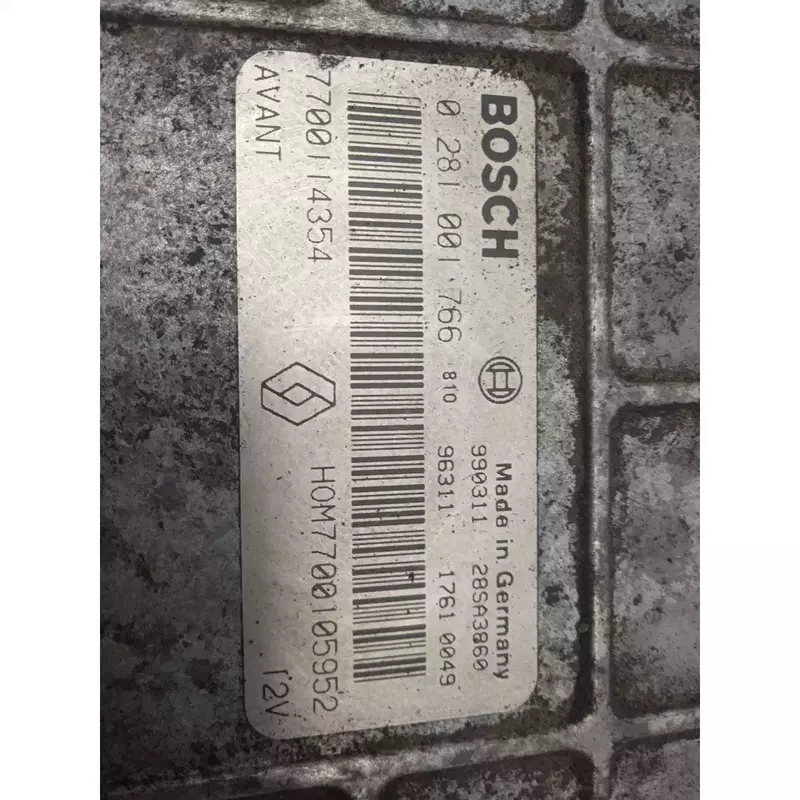 BOSCH
Made in Germany
990311 28SA3860
0 281 001 766 810 96311 1761 0049
7700114354 HOM7700105952
AVANT 12V